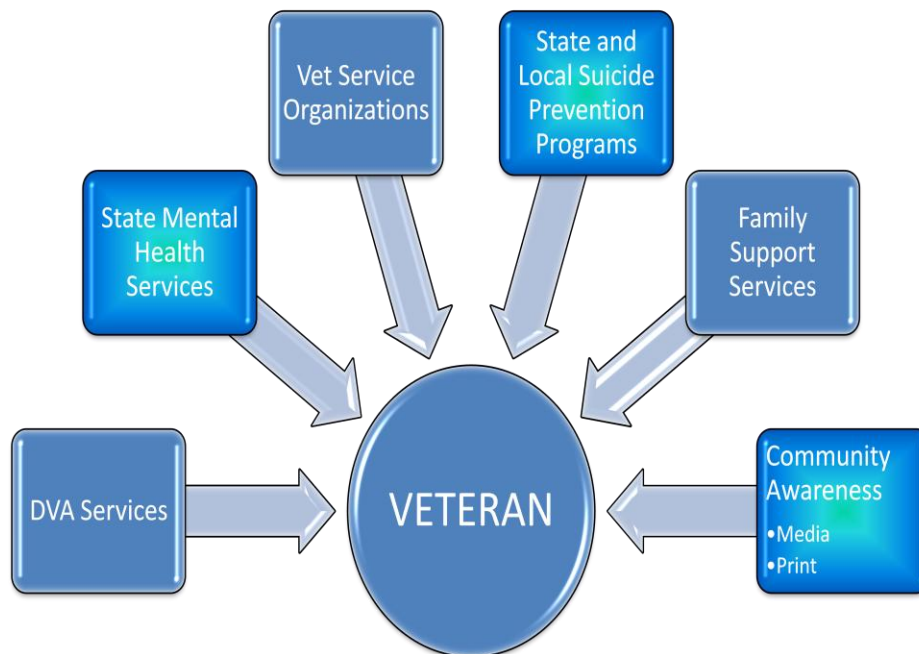 Vet Service
Organizations
State and
Local Suicide
Prevention
Programs
State Mental
Health
Services
Family
Support
Services
DVA Services
VETERAN
Community
Awareness
•Media
•Print